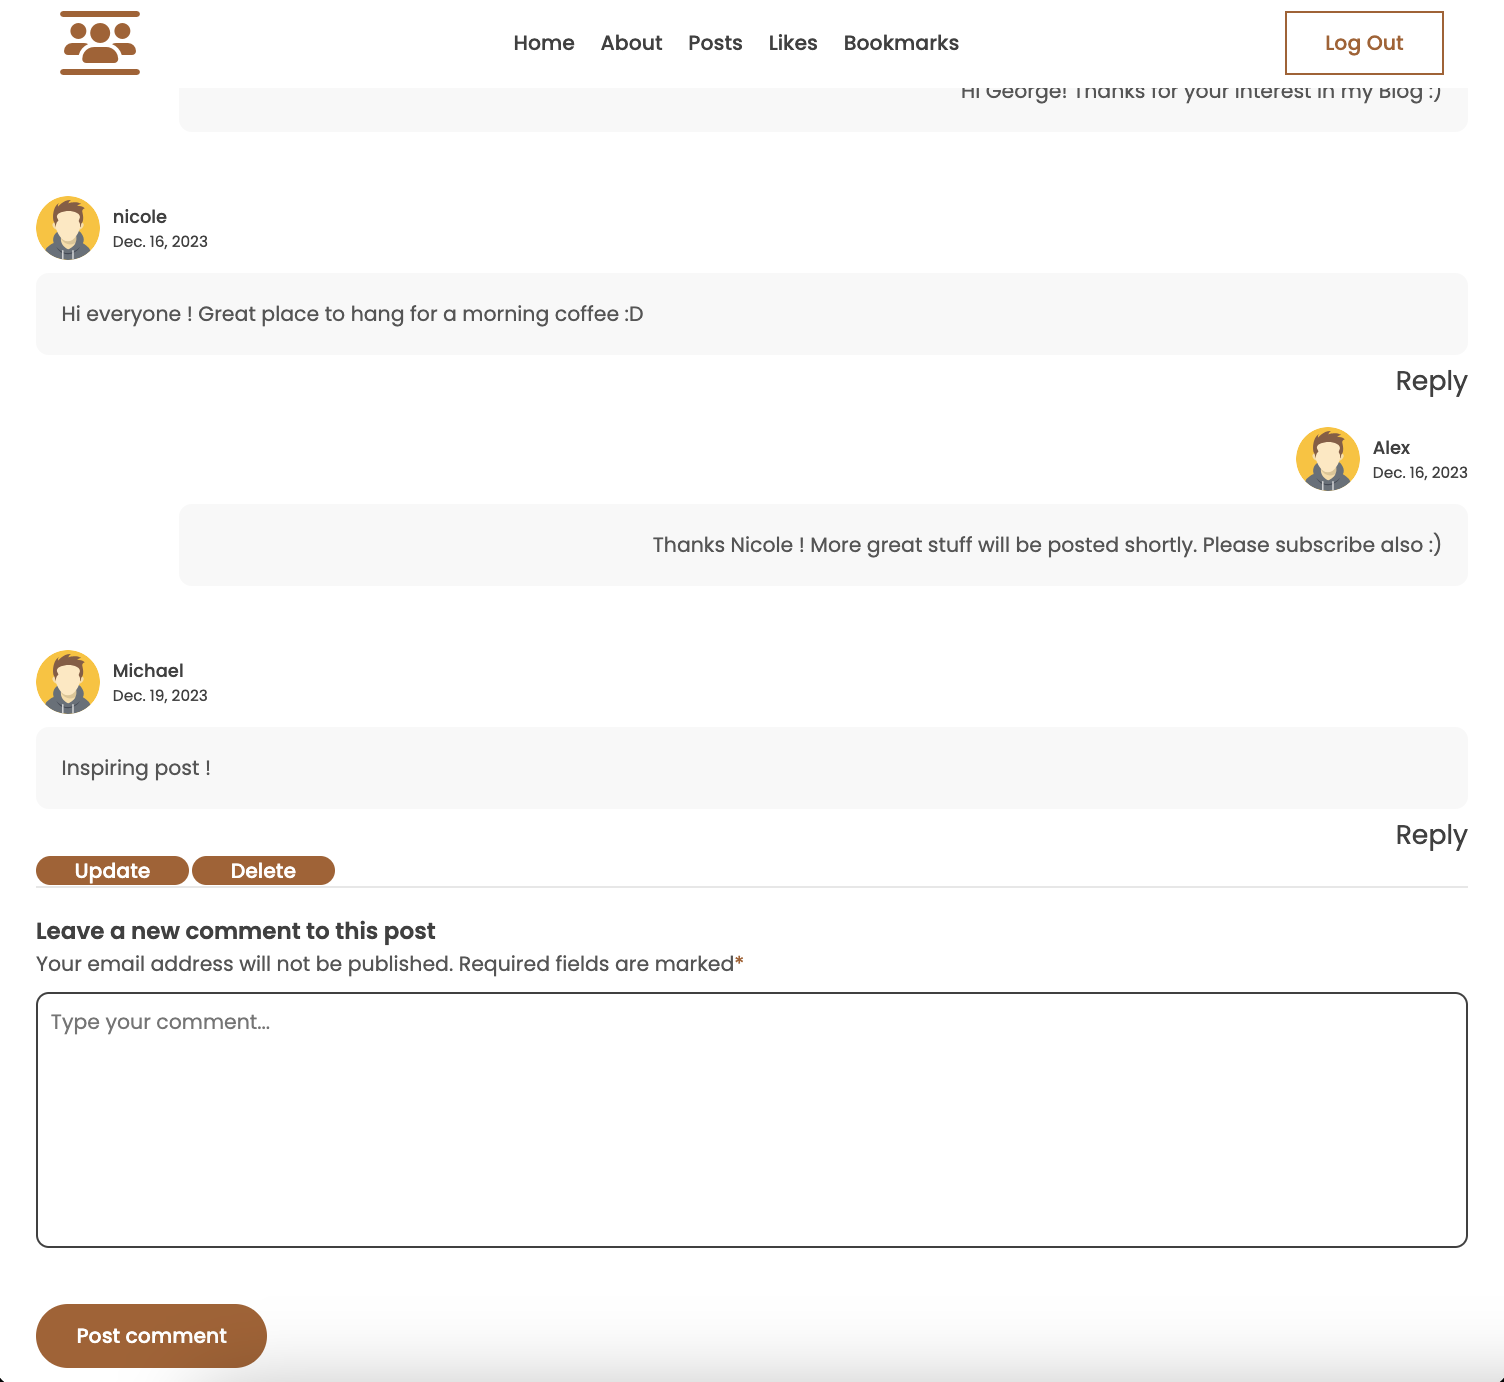 Home About Posts Likes Bookmarks Log Out
Hi George! Thanks for your interest in my Blog :)
nicole
Dec. 16, 2023
Hi everyone ! Great place to hang for a morning coffee :D
Reply
Alex
Dec. 16, 2023
Thanks Nicole ! More great stuff will be posted shortly. Please subscribe also :)
Michael
Dec. 19, 2023
Inspiring post !
Reply
Update Delete
Leave a new comment to this post
Your email address will not be published. Required fields are marked*
Type your comment...
Post comment